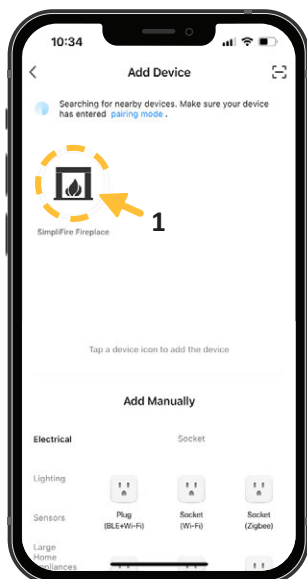 10:34
Add Device
Searching for nearby devices. Make sure your device
has entered pairing mode .
1
SimpliFire Fireplace
Tap a device icon to add the device
Add Manually
Electrical
Socket
Lighting
Sensors
Plug
(BLE+Wi-Fi)
Socket
(Wi-Fi)
Socket
(Zigbee)
Large
Home
Appliances